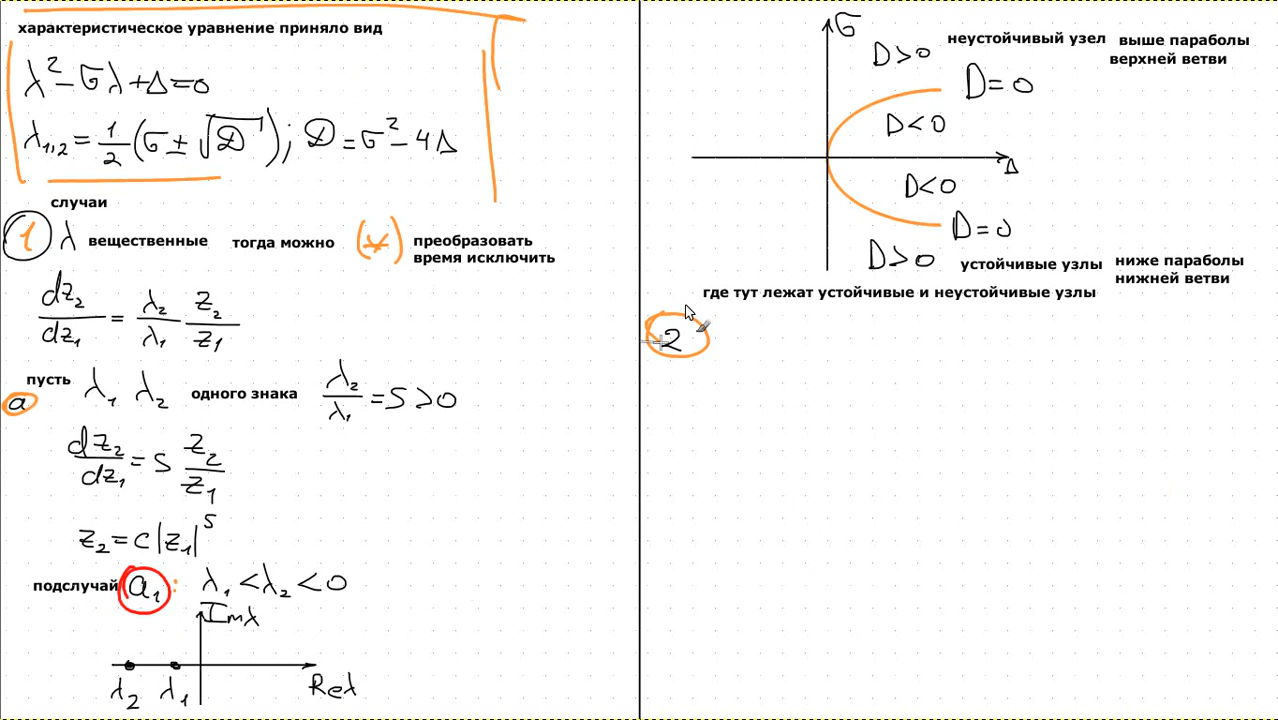 характеристическое уравнение приняло вид
λ² − σλ + Δ = 0
λ₁,₂ = 1/2 (σ ± √D); D = σ² − 4Δ
случаи
1 λ вещественные тогда можно (*) преобразовать
время исключить
dz₂/dz₁ = λ₂/λ₁ z₂/z₁
пусть
a λ₁ λ₂ одного знака λ₂/λ₁ = S > 0
dz₂/dz₁ = S z₂/z₁
z₂ = c|z₁|ˢ
подслучай a₁: λ₁ < λ₂ < 0
Imλ
λ₂ λ₁ Reλ
σ
D > 0 неустойчивый узел выше параболы
верхней ветви
D = 0
D < 0
Δ
D < 0
D = 0
D > 0 устойчивые узлы ниже параболы
нижней ветви
где тут лежат устойчивые и неустойчивые узлы
2